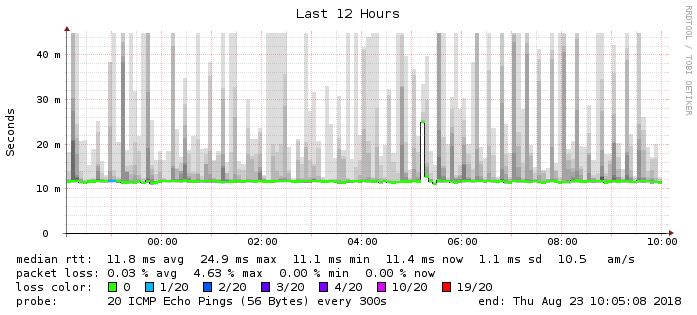 Last 12 Hours
RRDTOOL / TOBI OETIKER
Seconds
40 m
30 m
20 m
10 m
0
00:00 02:00 04:00 06:00 08:00 10:00
median rtt: 11.8 ms avg 24.9 ms max 11.1 ms min 11.4 ms now 1.1 ms sd 10.5 am/s
packet loss: 0.03 % avg 4.63 % max 0.00 % min 0.00 % now
loss color: 0 1/20 2/20 3/20 4/20 10/20 19/20
probe: 20 ICMP Echo Pings (56 Bytes) every 300s end: Thu Aug 23 10:05:08 2018